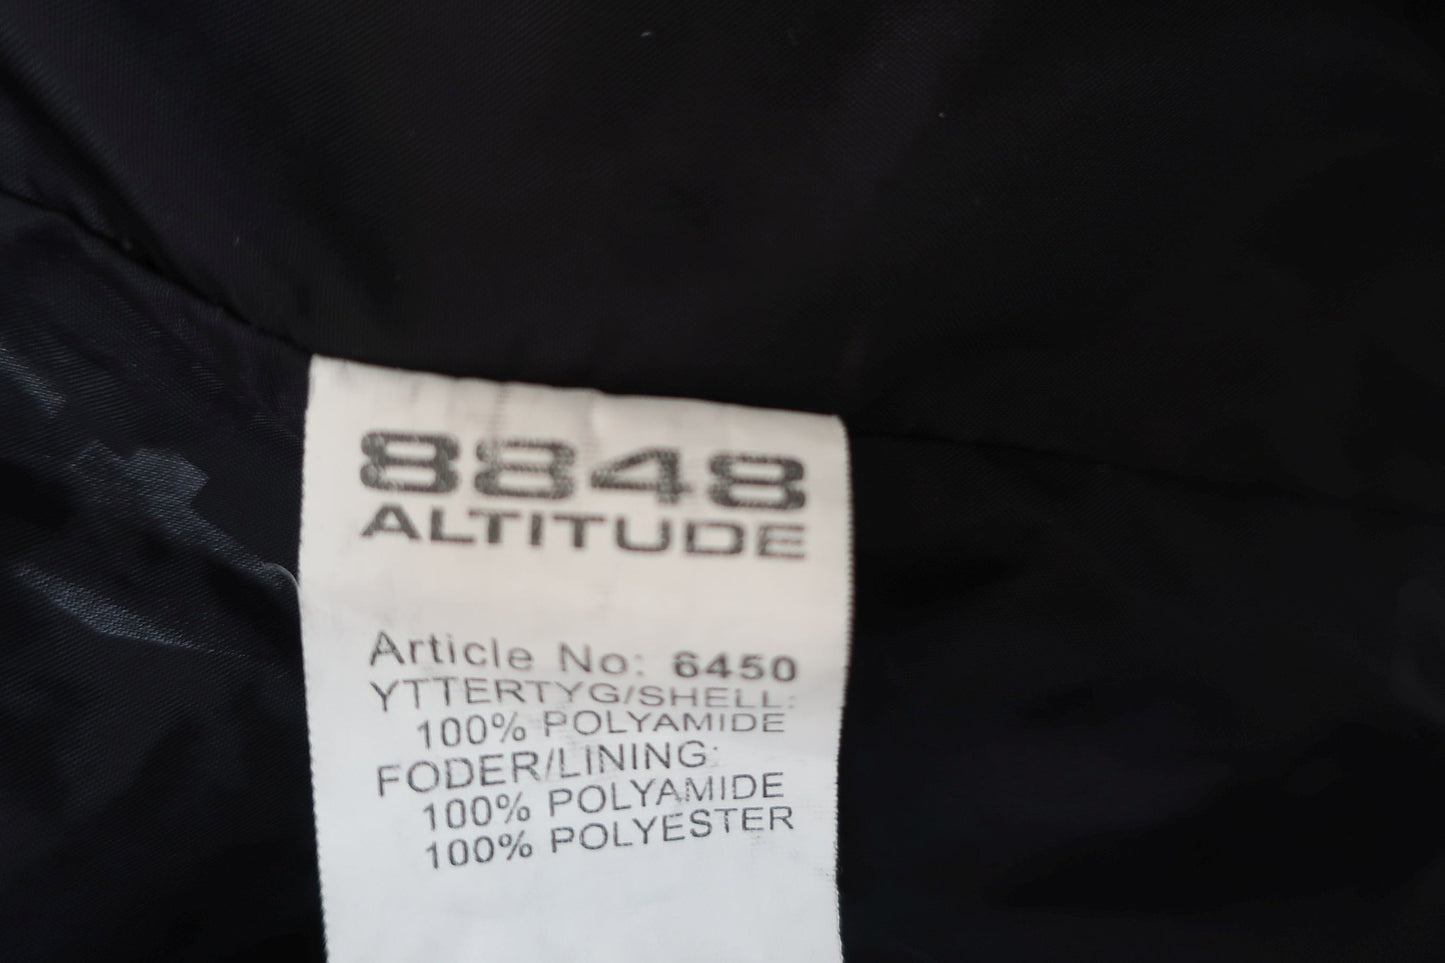 8848
ALTITUDE
Article No: 6450
YTTERTYG/SHELL:
100% POLYAMIDE
FODER/LINING:
100% POLYAMIDE
100% POLYESTER